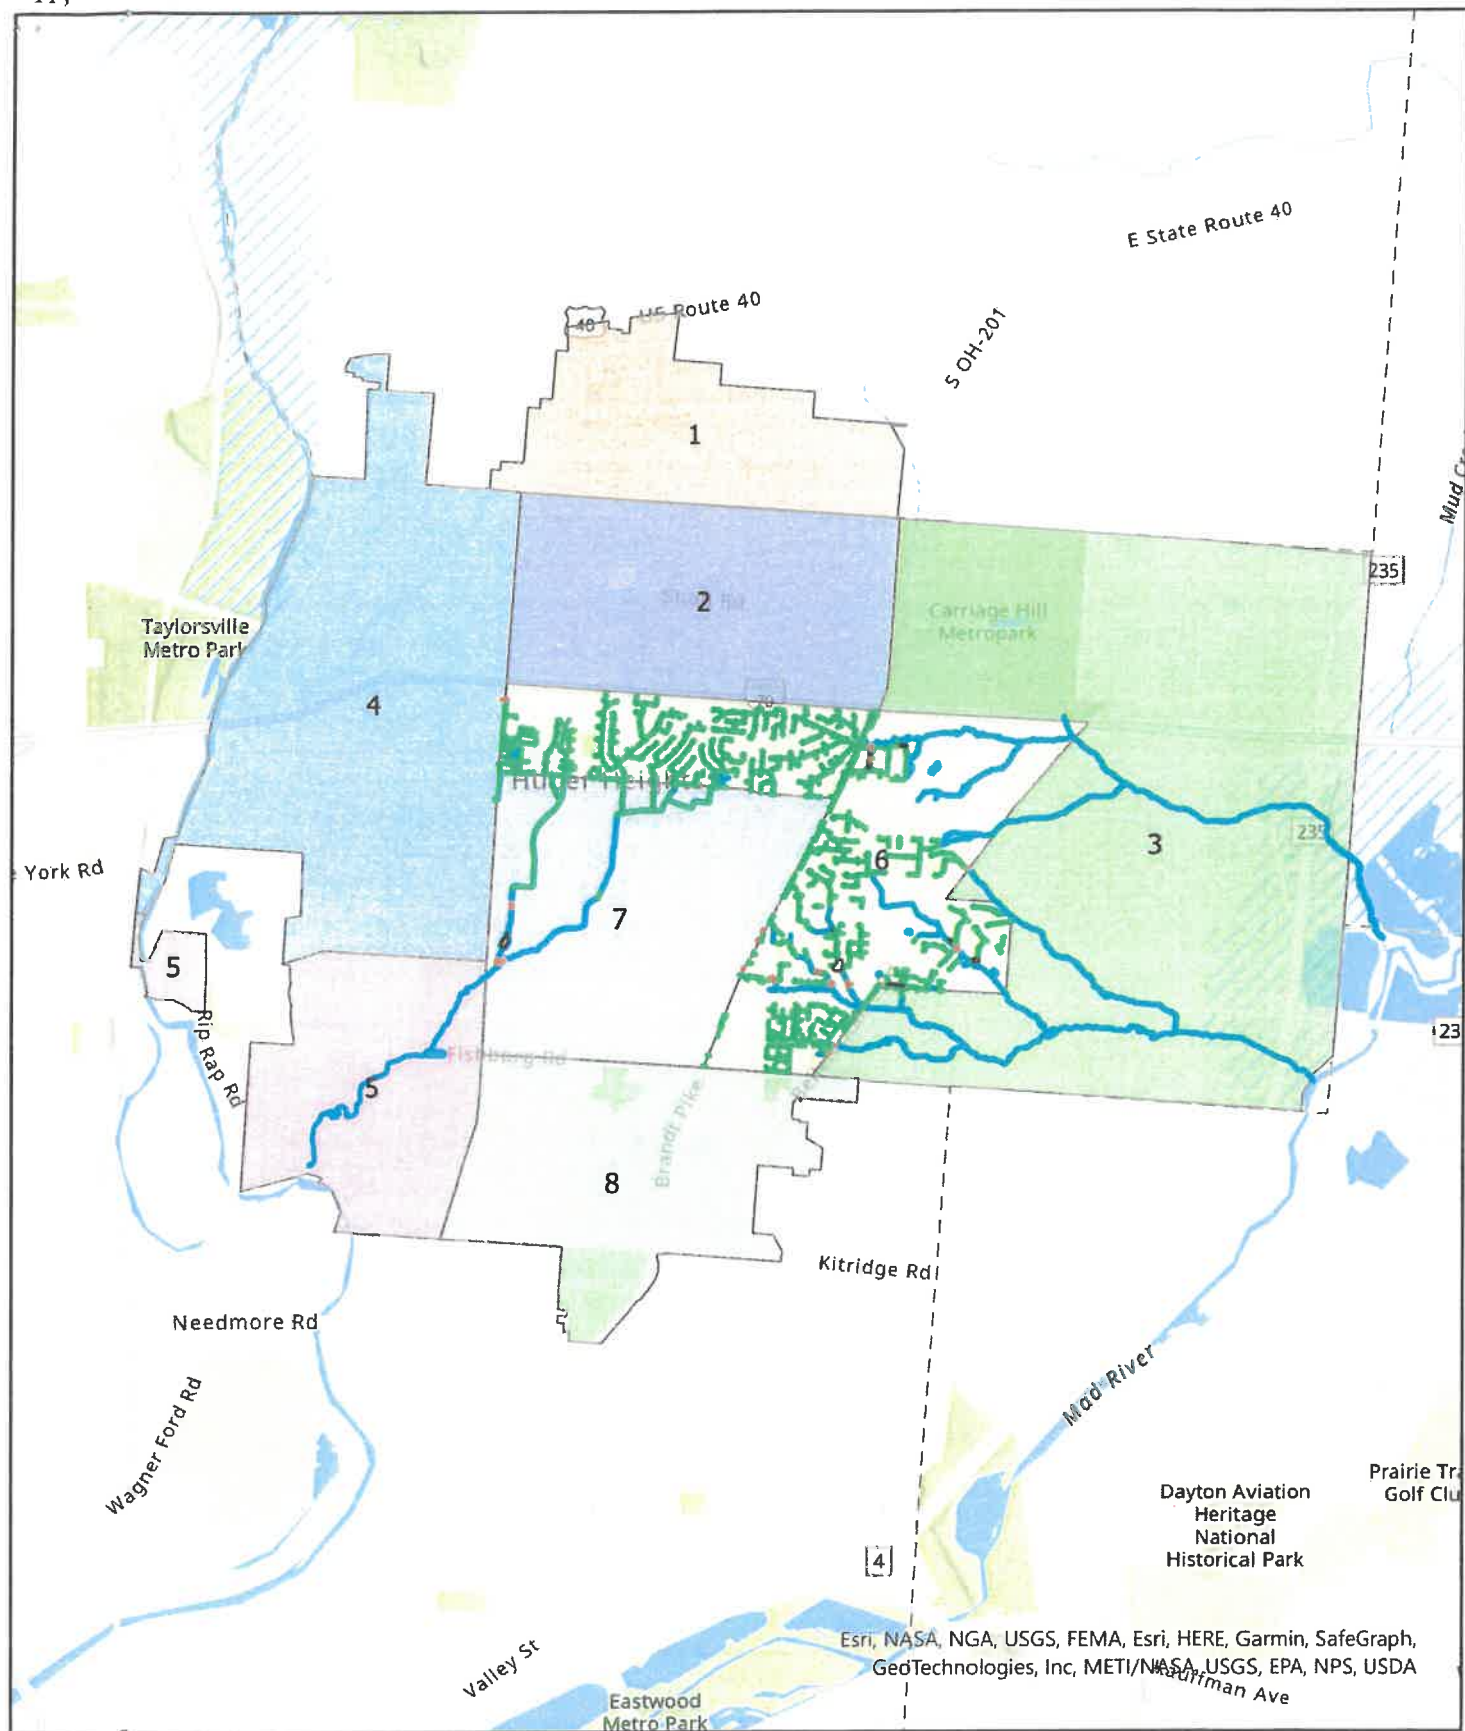 E State Route 40
US Route 40
40
S OH-201
1
Mud Cre
235
2
Carriage Hill
Metropark
Taylorsville
Metro Park
4
70
Huber Heights
235
3
York Rd
6
7
5
Rip Rap Rd
23
Fishburg Rd
5
Brandt Pike
8
Kitridge Rd
Needmore Rd
Mad River
Wagner Ford Rd
Prairie Tra
Golf Clu
Dayton Aviation
Heritage
National
Historical Park
4
Esri, NASA, NGA, USGS, FEMA, Esri, HERE, Garmin, SafeGraph,
GeoTechnologies, Inc, METI/NASA, USGS, EPA, NPS, USDA
Kauffman Ave
Valley St
Eastwood
Metro Park